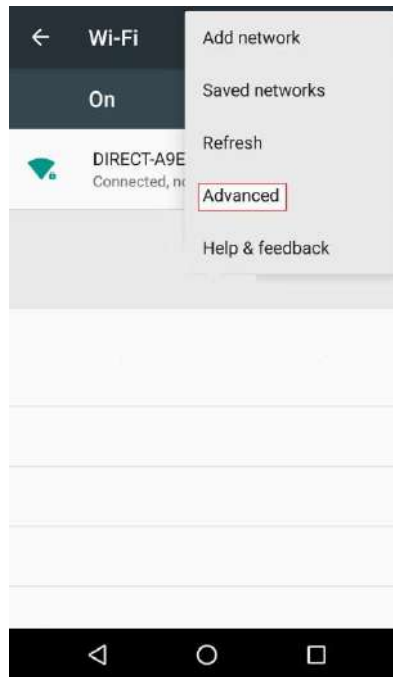 Wi-Fi
On
DIRECT-A9E
Connected,
Add network
Saved networks
Refresh
Advanced
Help & feedback